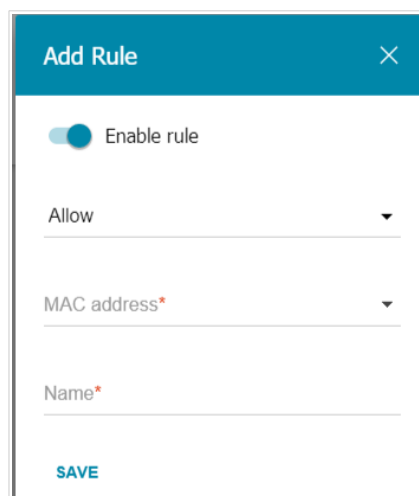 Add Rule
Enable rule
Allow
MAC address*
Name*
SAVE